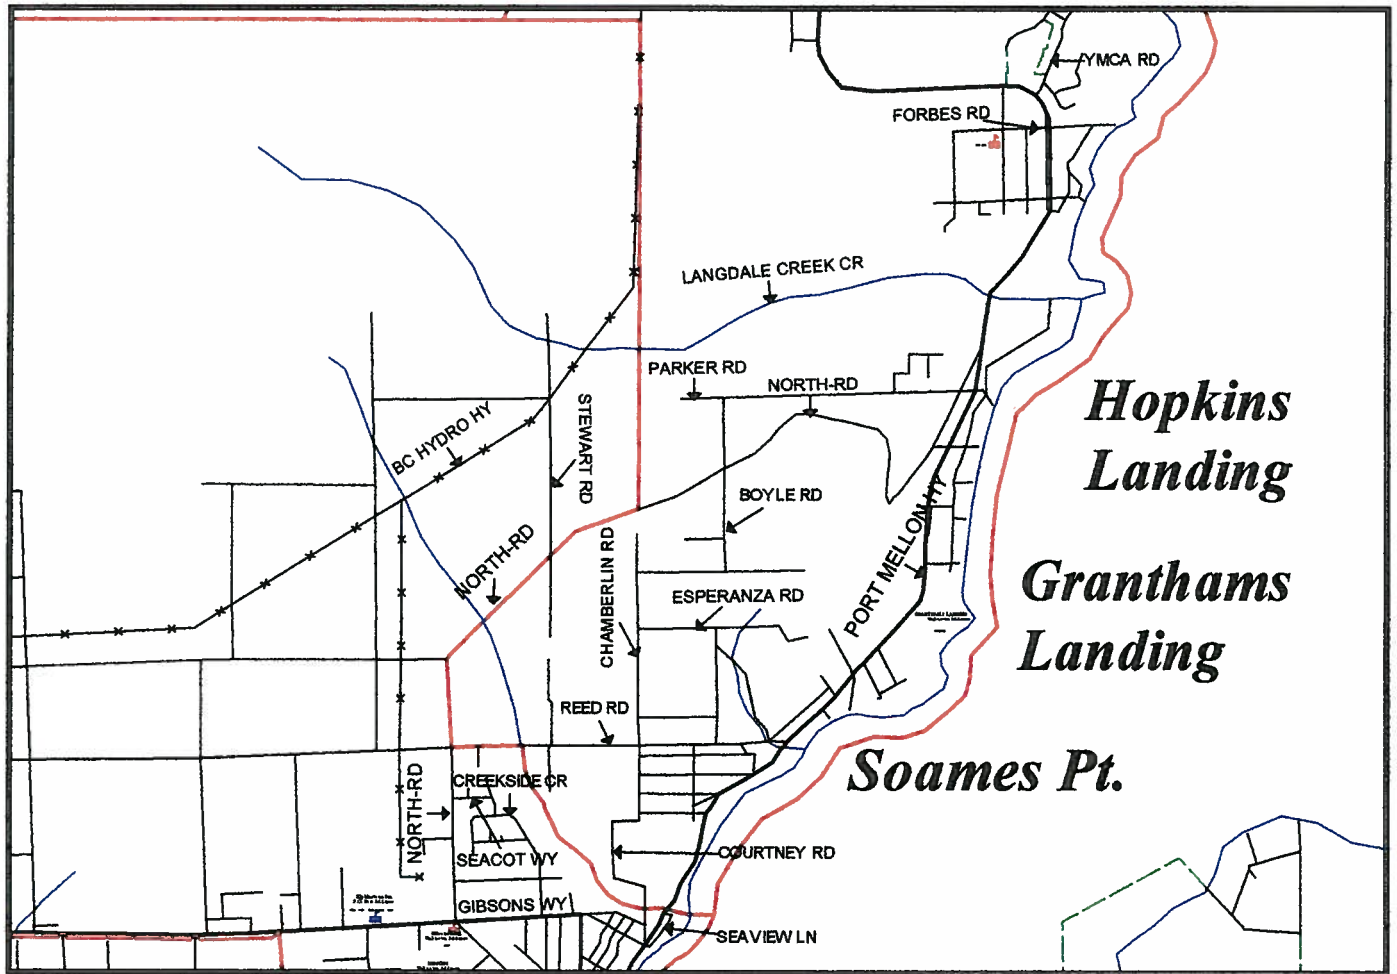 YMCA RD
FORBES RD
LANGDALE CREEK CR
PARKER RD
NORTH-RD
Hopkins
Landing
BC HYDRO HY
STEWART RD
BOYLE RD
PORT MELLON HY
NORTH-RD
CHAMBERLIN RD
ESPERANZA RD
Granthams
Landing
REED RD
Soames Pt.
NORTH-RD
CREEKSIDE CR
SEACOT WY
COURTNEY RD
GIBSONS WY
SEAVIEW LN